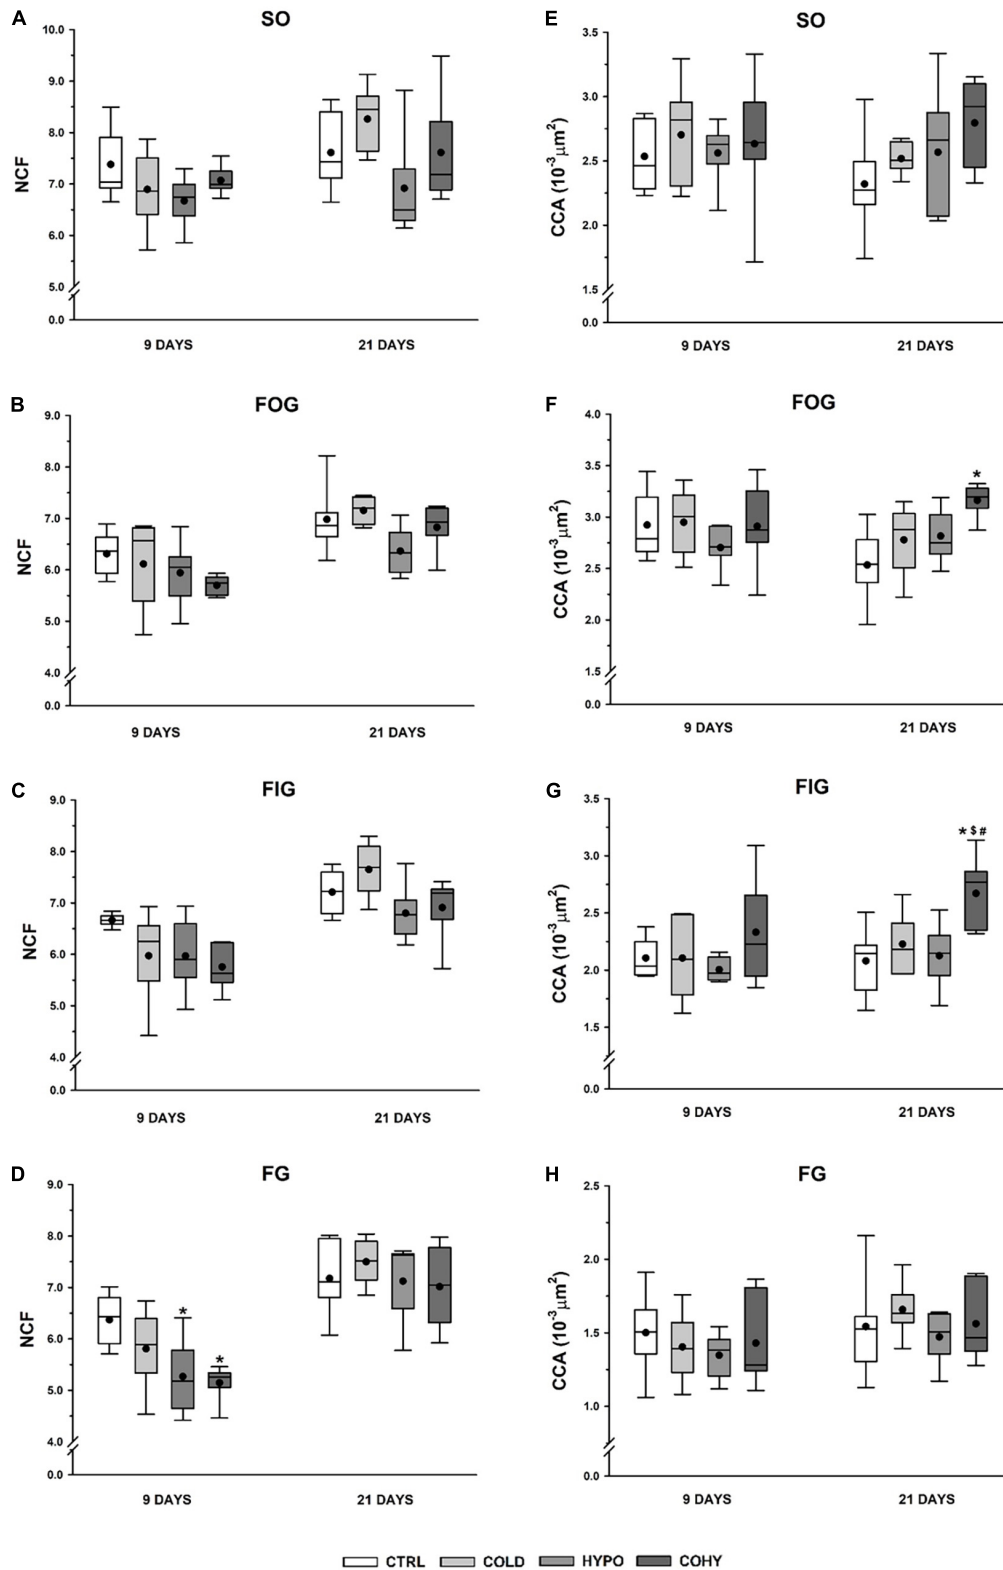 A
SO
10.0
9.0
8.0
7.0
6.0
5.0
0.0
NCF
9 DAYS
21 DAYS
E
SO
3.5
3.0
2.5
2.0
1.5
0.0
CCA (10⁻³μm²)
9 DAYS
21 DAYS
B
FOG
9.0
8.0
7.0
6.0
5.0
4.0
0.0
NCF
9 DAYS
21 DAYS
F
FOG
4.0
3.5
3.0
2.5
2.0
1.5
0.0
CCA (10⁻³μm²)
*
9 DAYS
21 DAYS
C
FIG
9.0
8.0
7.0
6.0
5.0
4.0
0.0
NCF
9 DAYS
21 DAYS
G
FIG
3.5
3.0
2.5
2.0
1.5
0.0
CCA (10⁻³μm²)
* $ #
9 DAYS
21 DAYS
D
FG
9.0
8.0
7.0
6.0
5.0
4.0
0.0
NCF
*
*
9 DAYS
21 DAYS
H
FG
2.5
2.0
1.5
1.0
0.0
CCA (10⁻³μm²)
9 DAYS
21 DAYS
CTRL COLD HYPO COHY